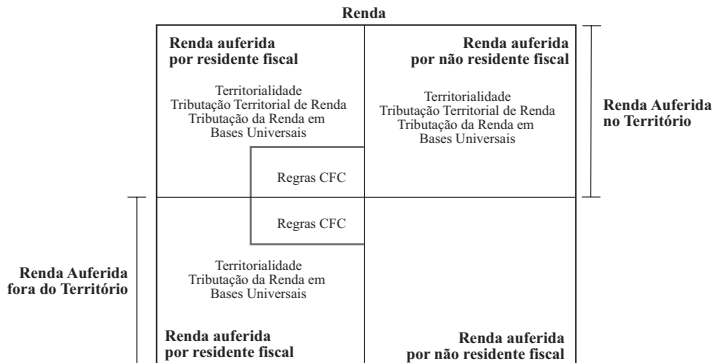 Renda
Renda auferida
por residente fiscal
Territorialidade
Tributação Territorial de Renda
Tributação da Renda em
Bases Universais
Regras CFC
Renda auferida
por não residente fiscal
Territorialidade
Tributação Territorial de Renda
Tributação da Renda em
Bases Universais
Renda Auferida
no Território
Regras CFC
Territorialidade
Tributação da Renda em
Bases Universais
Renda Auferida
fora do Território
Renda auferida
por residente fiscal
Renda auferida
por não residente fiscal